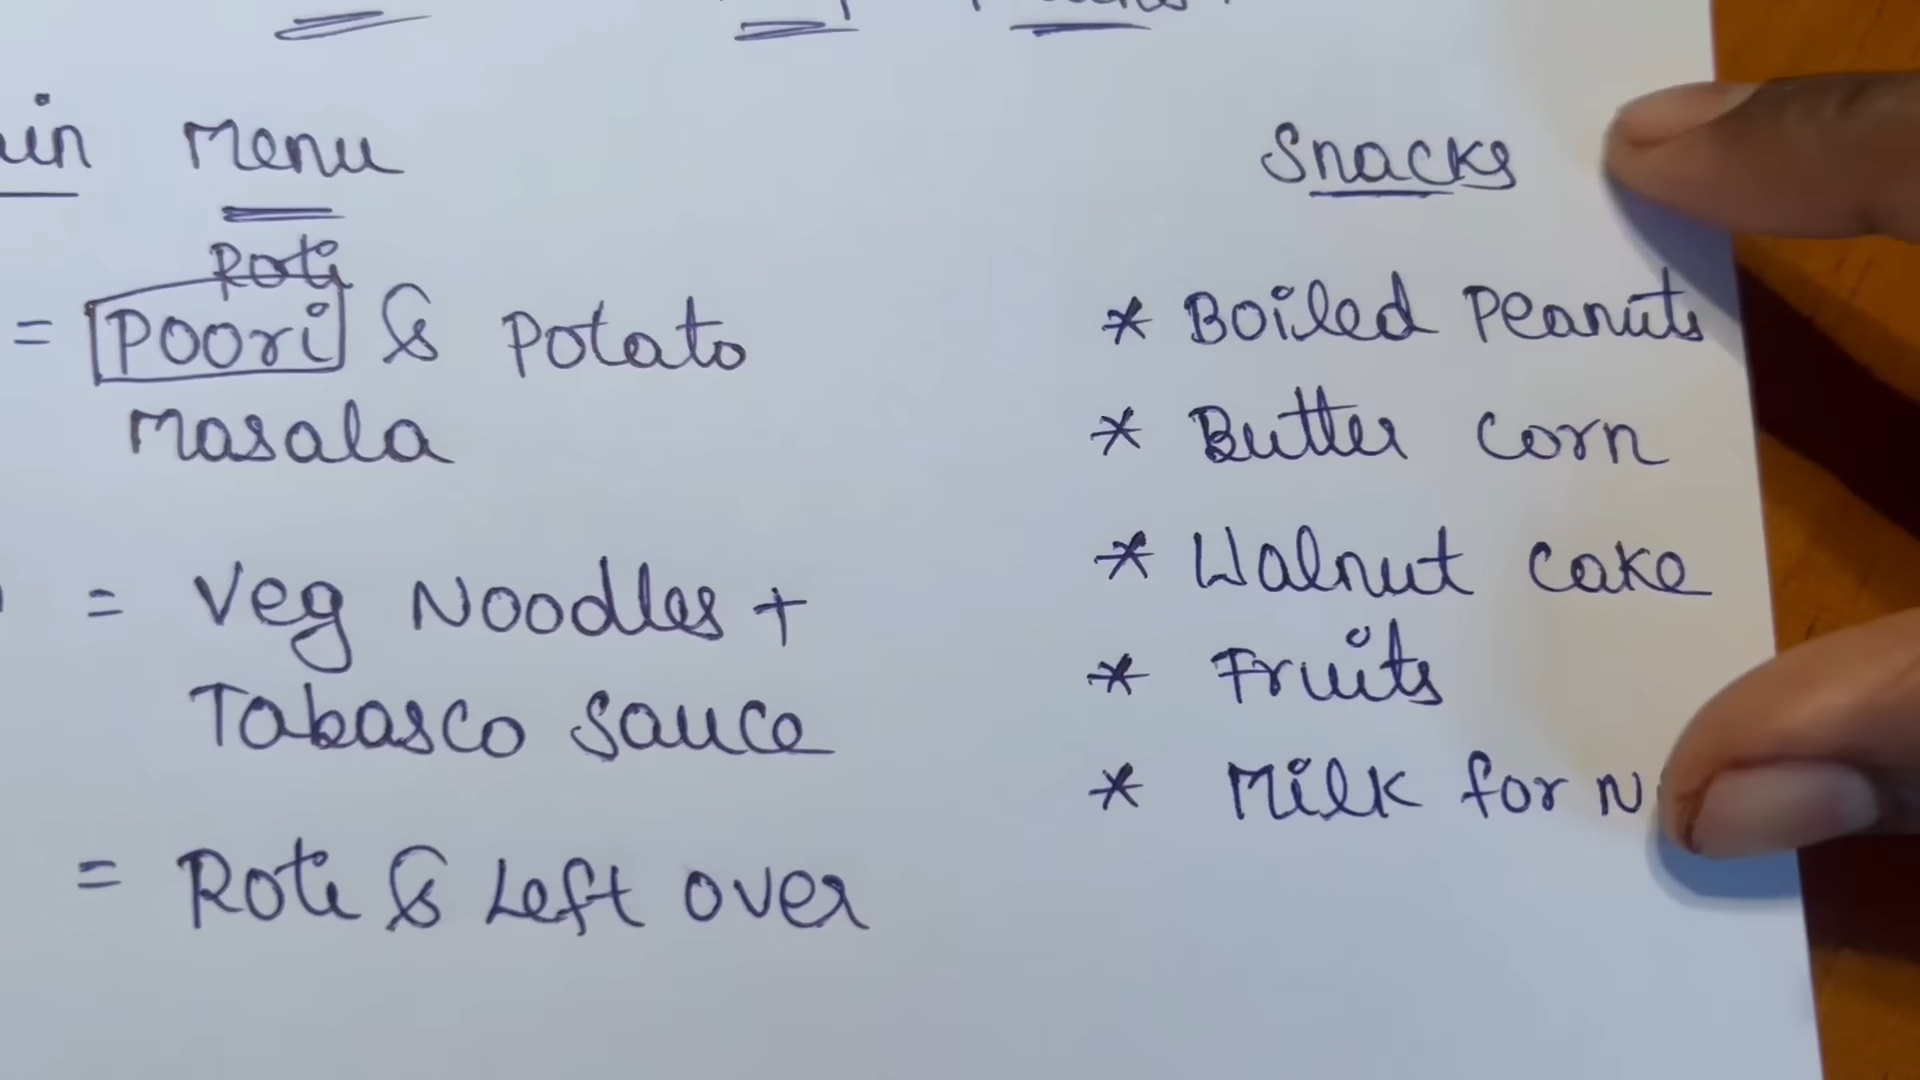 Menu
Snacks
Roti
= Poori & Potato
Masala
= Veg Noodles +
Tabasco Sauce
= Roti & Left over
* Boiled Peanuts
* Butter Corn
* Walnut Cake
* Fruits
* Milk for N